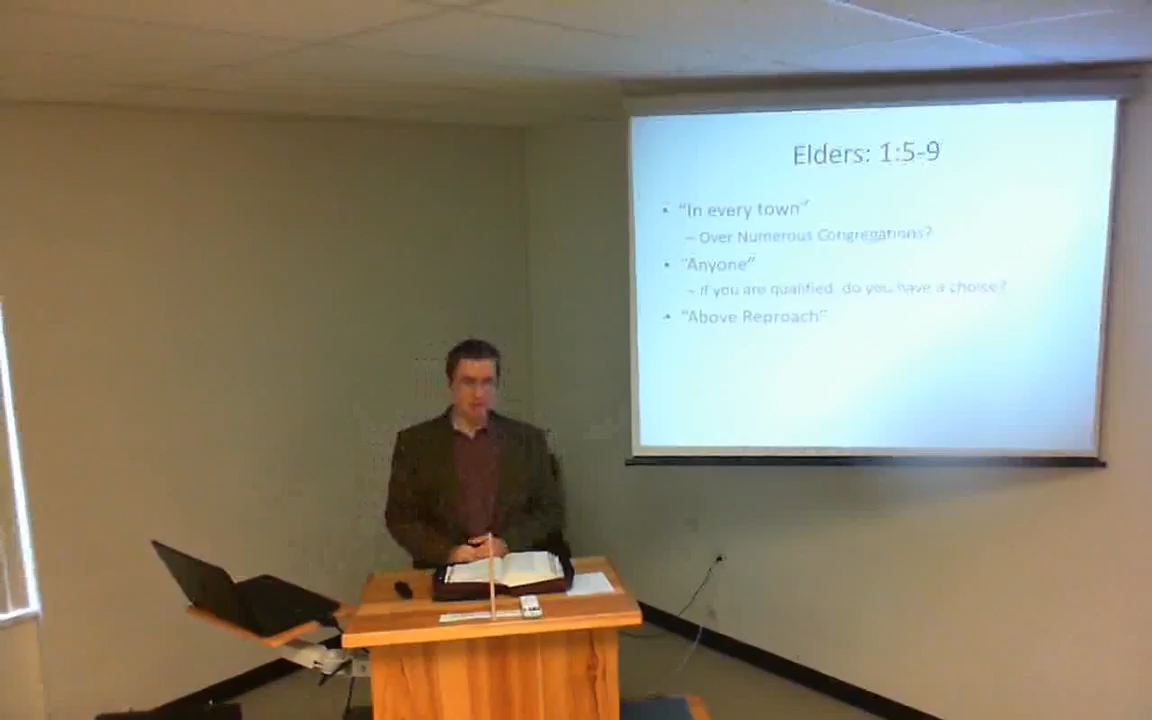 Elders: 1:5-9
• "In every town"
– Over Numerous Congregations?
• "Anyone"
– If you are qualified, do you have a choice?
• "Above Reproach"